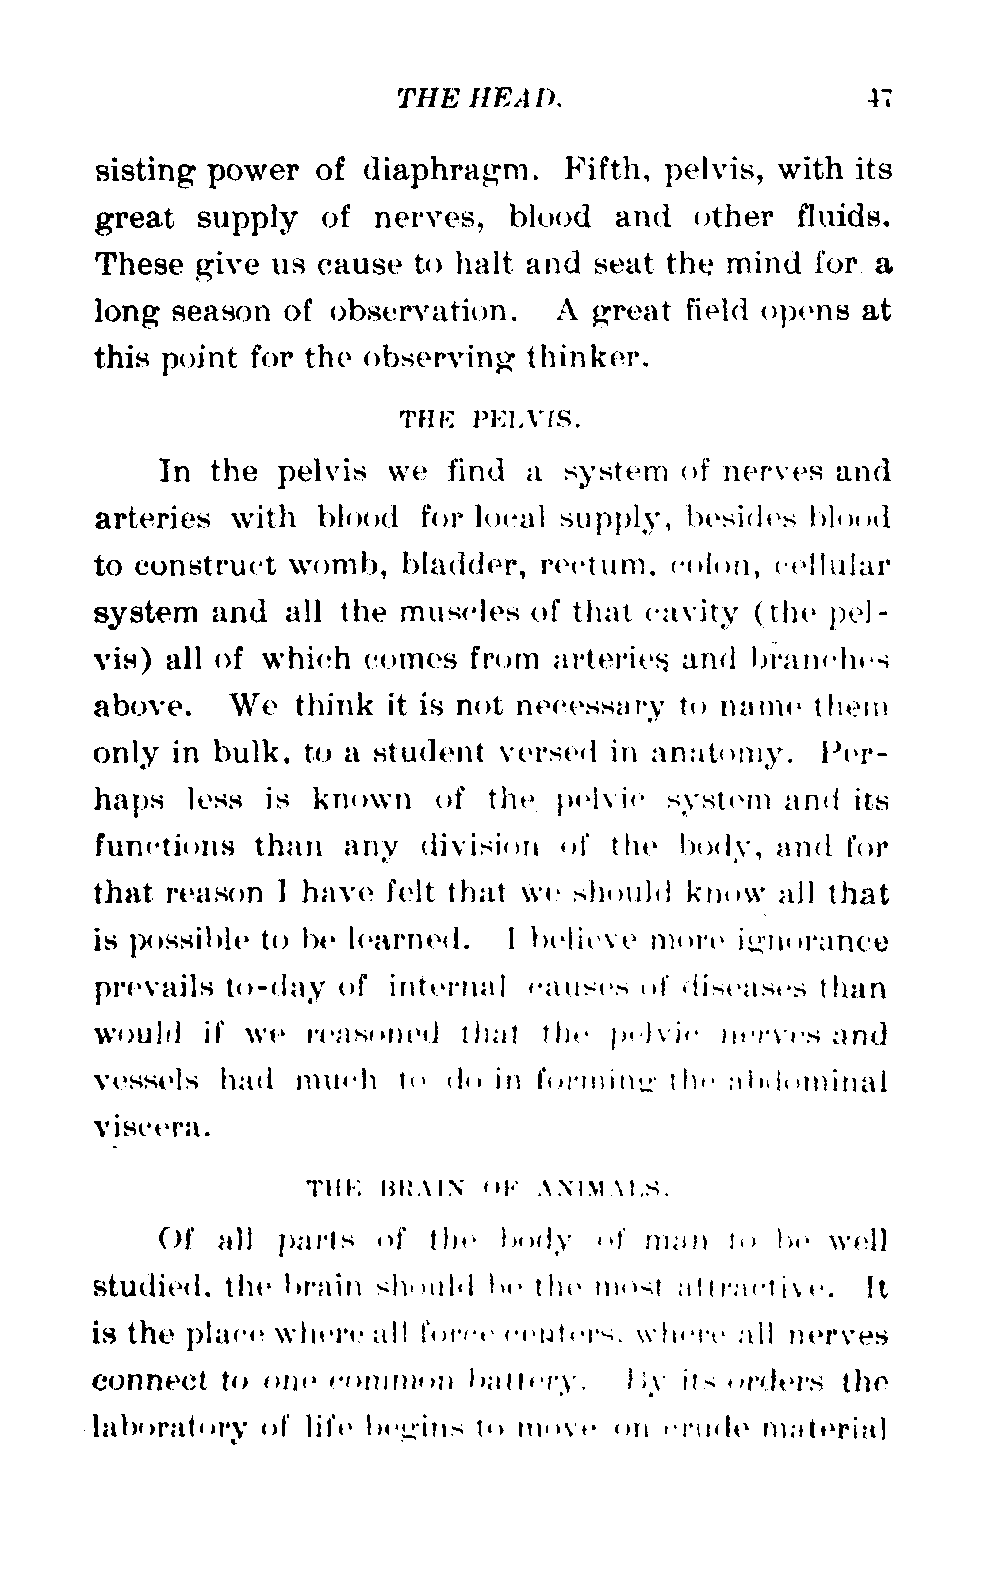 THE HEAD. 47
sisting power of diaphragm. Fifth, pelvis, with its
great supply of nerves, blood and other fluids.
These give us cause to halt and seat the mind for a
long season of observation. A great field opens at
this point for the observing thinker.
THE PELVIS.
In the pelvis we find a system of nerves and
arteries with blood for local supply, besides blood
to construct womb, bladder, rectum, colon, cellular
system and all the muscles of that cavity (the pel-
vis) all of which comes from arteries and branches
above. We think it is not necessary to name them
only in bulk, to a student versed in anatomy. Per-
haps less is known of the pelvic system and its
functions than any division of the body, and for
that reason I have felt that we should know all that
is possible to be learned. I believe more ignorance
prevails to-day of internal causes of diseases than
would if we reasoned that the pelvic nerves and
vessels had much to do in forming the abdominal
viscera.
THE BRAIN OF ANIMALS.
Of all parts of the body of man to be well
studied, the brain should be the most attractive. It
is the place where all force centers, where all nerves
connect to one common battery. By its orders the
laboratory of life begins to move on crude material